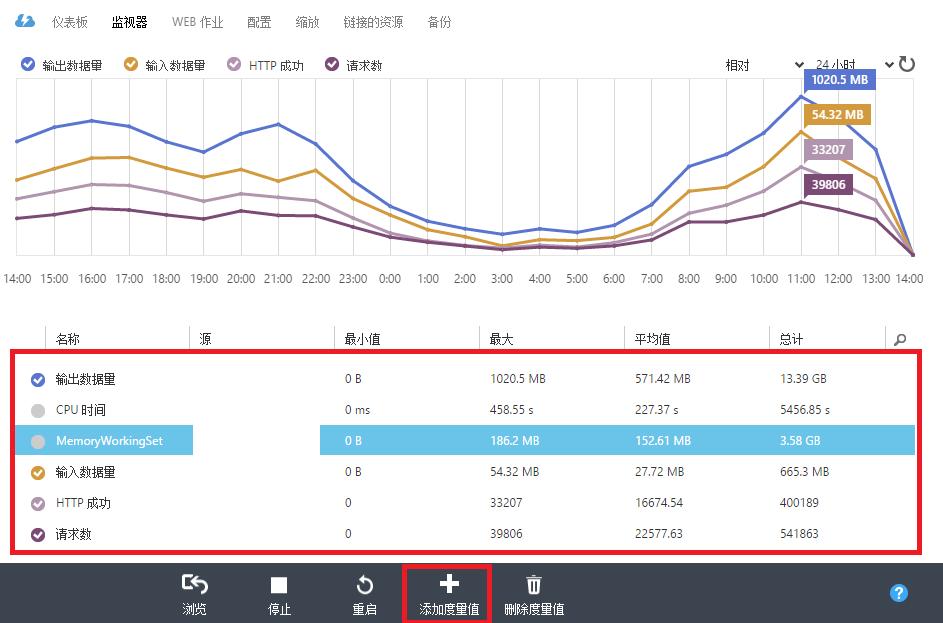 仪表板 监视器 WEB 作业 配置 缩放 链接的资源 备份
输出数据量 输入数据量 HTTP 成功 请求数 相对 24 小时
1020.5 MB
54.32 MB
33207
39806
14:00 15:00 16:00 17:00 18:00 19:00 20:00 21:00 22:00 23:00 0:00 1:00 2:00 3:00 4:00 5:00 6:00 7:00 8:00 9:00 10:00 11:00 12:00 13:00 14:00
名称 源 最小值 最大 平均值 总计
输出数据量 0 B 1020.5 MB 571.42 MB 13.39 GB
CPU 时间 0 ms 458.55 s 227.37 s 5456.85 s
MemoryWorkingSet 0 B 186.2 MB 152.61 MB 3.58 GB
输入数据量 0 B 54.32 MB 27.72 MB 665.3 MB
HTTP 成功 0 33207 16674.54 400189
请求数 0 39806 22577.63 541863
浏览 停止 重启 添加度量值 删除度量值 ?